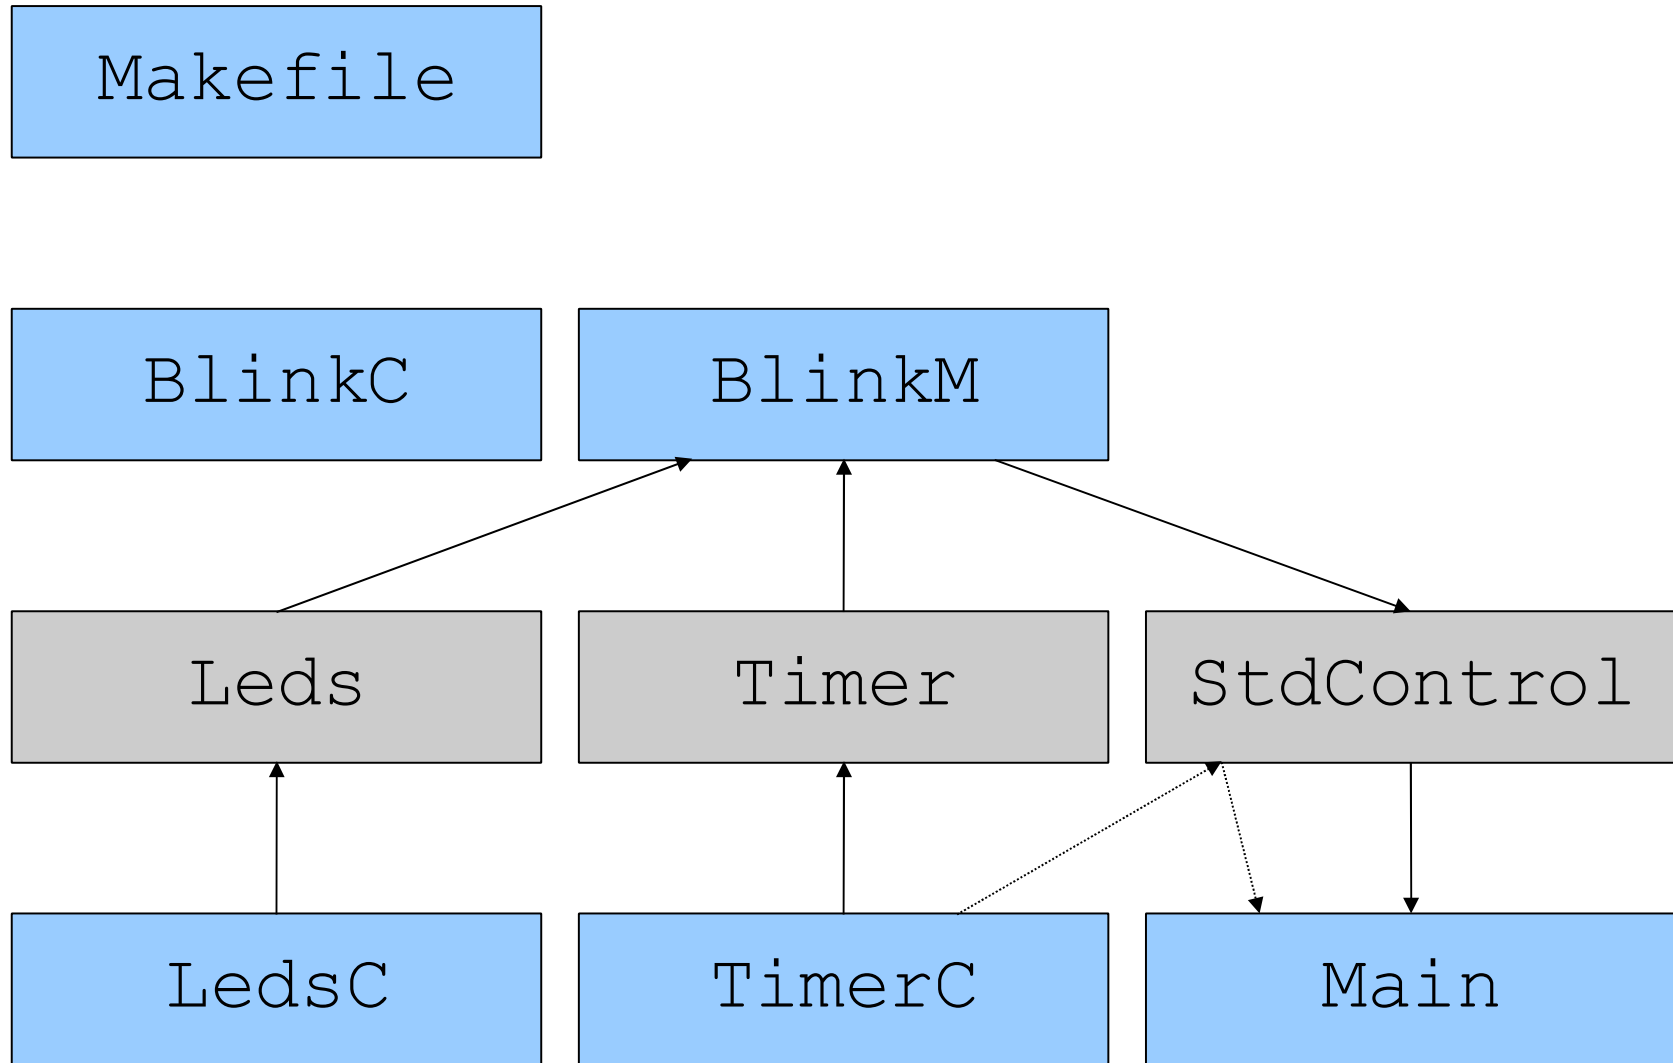 Makefile
BlinkC
BlinkM
Leds
Timer
StdControl
LedsC
TimerC
Main